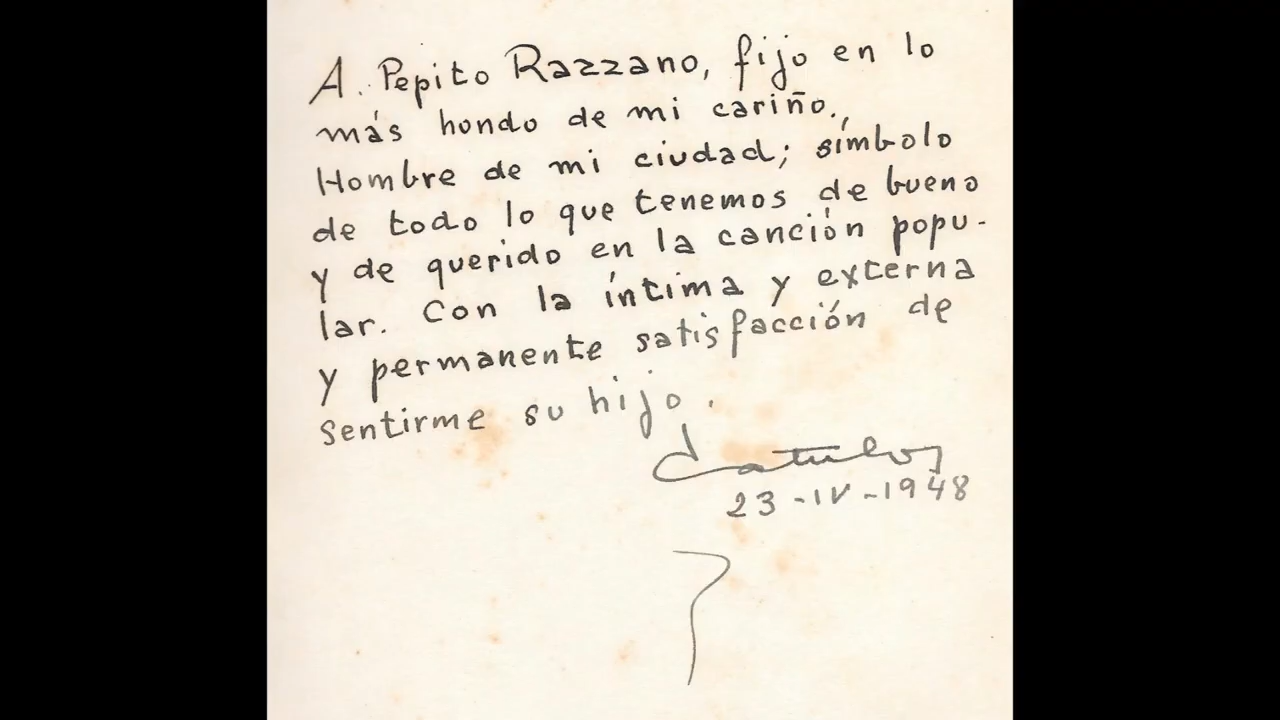 A. Pepito Razzano, fijo en lo
más hondo de mi cariño.,
Hombre de mi ciudad; símbolo
de todo lo que tenemos de bueno
y de querido en la canción popu-
lar. Con la íntima y externa
y permanente satisfacción de
sentirme su hijo.
Catulo
23-IV-1948